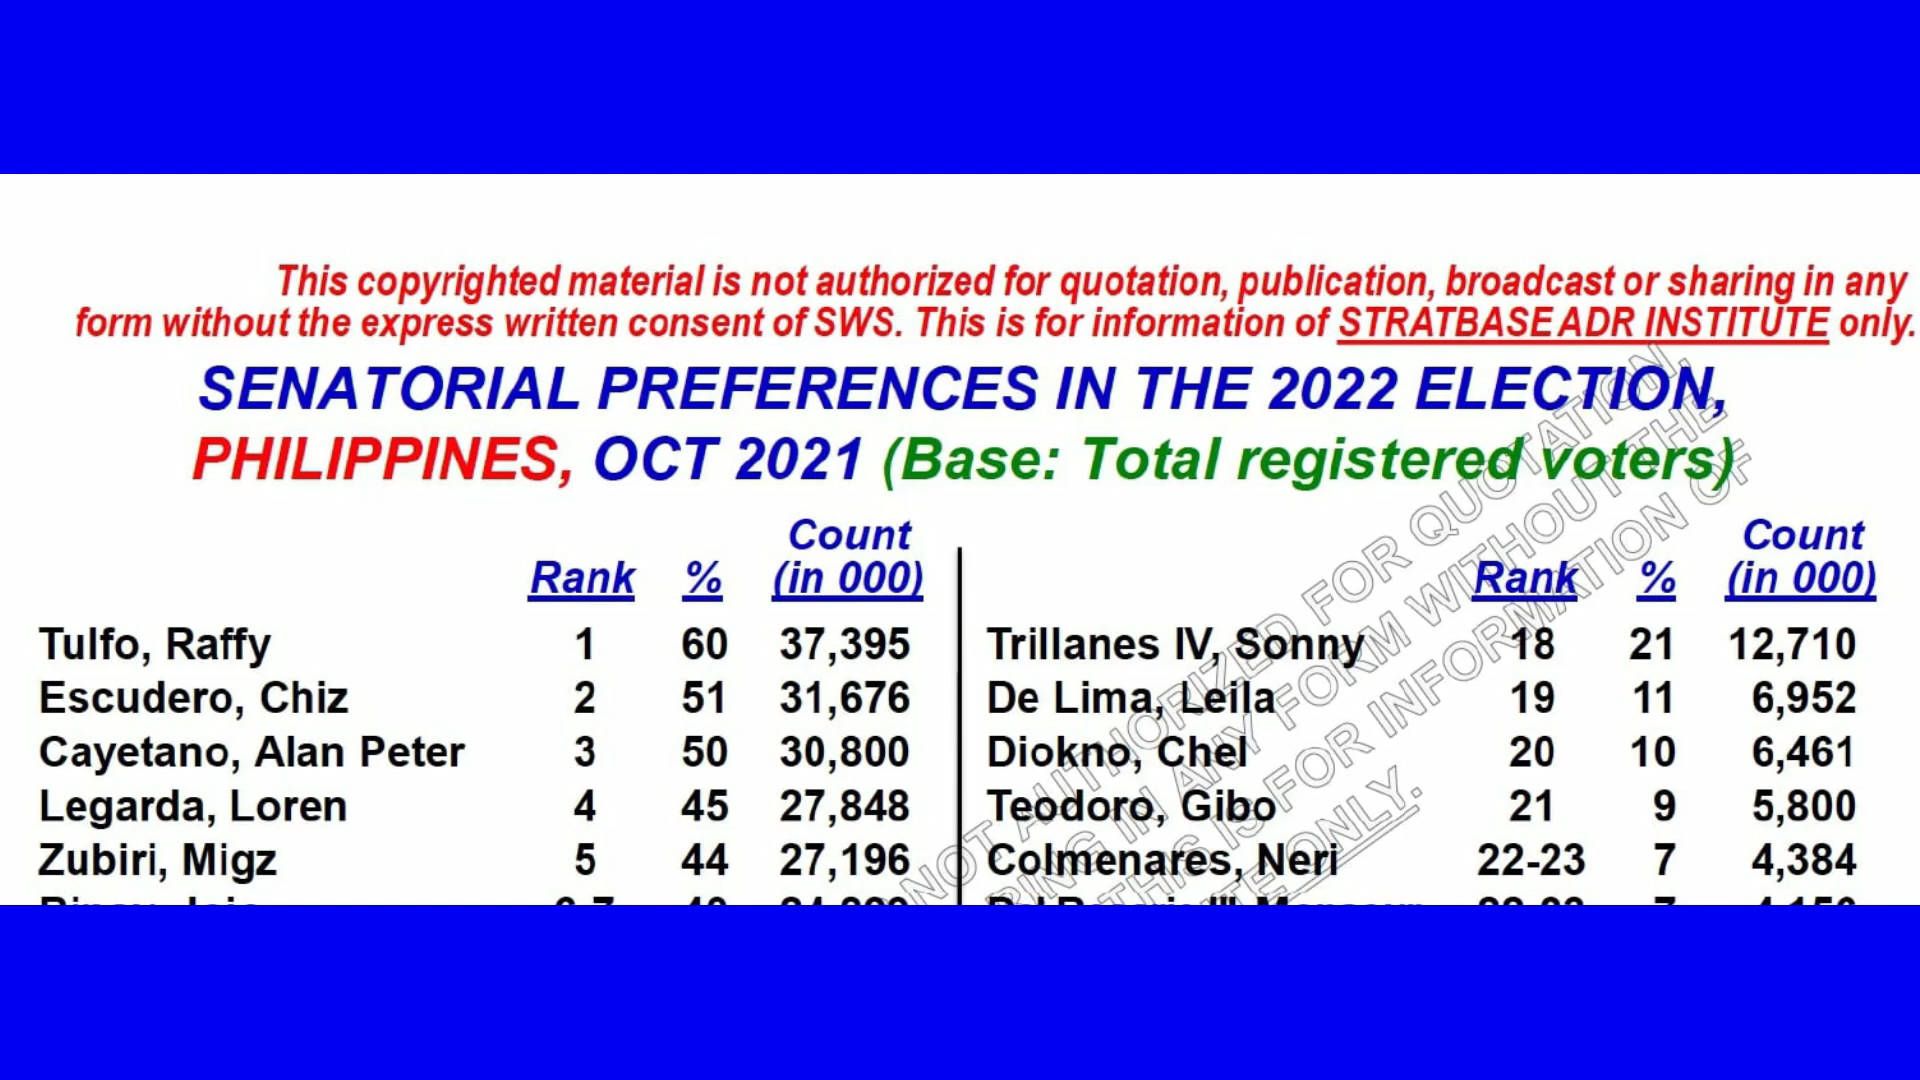 This copyrighted material is not authorized for quotation, publication, broadcast or sharing in any
form without the express written consent of SWS. This is for information of STRATBASE ADR INSTITUTE only.
SENATORIAL PREFERENCES IN THE 2022 ELECTION,
PHILIPPINES, OCT 2021 (Base: Total registered voters)
Rank % Count (in 000)
Tulfo, Raffy 1 60 37,395
Escudero, Chiz 2 51 31,676
Cayetano, Alan Peter 3 50 30,800
Legarda, Loren 4 45 27,848
Zubiri, Migz 5 44 27,196
Rank % Count (in 000)
Trillanes IV, Sonny 18 21 12,710
De Lima, Leila 19 11 6,952
Diokno, Chel 20 10 6,461
Teodoro, Gibo 21 9 5,800
Colmenares, Neri 22-23 7 4,384
NOT AUTHORIZED FOR QUOTATION,
RING IN ANY FORM WITHOUT THE
THIS IS FOR INFORMATION OF
ONLY.